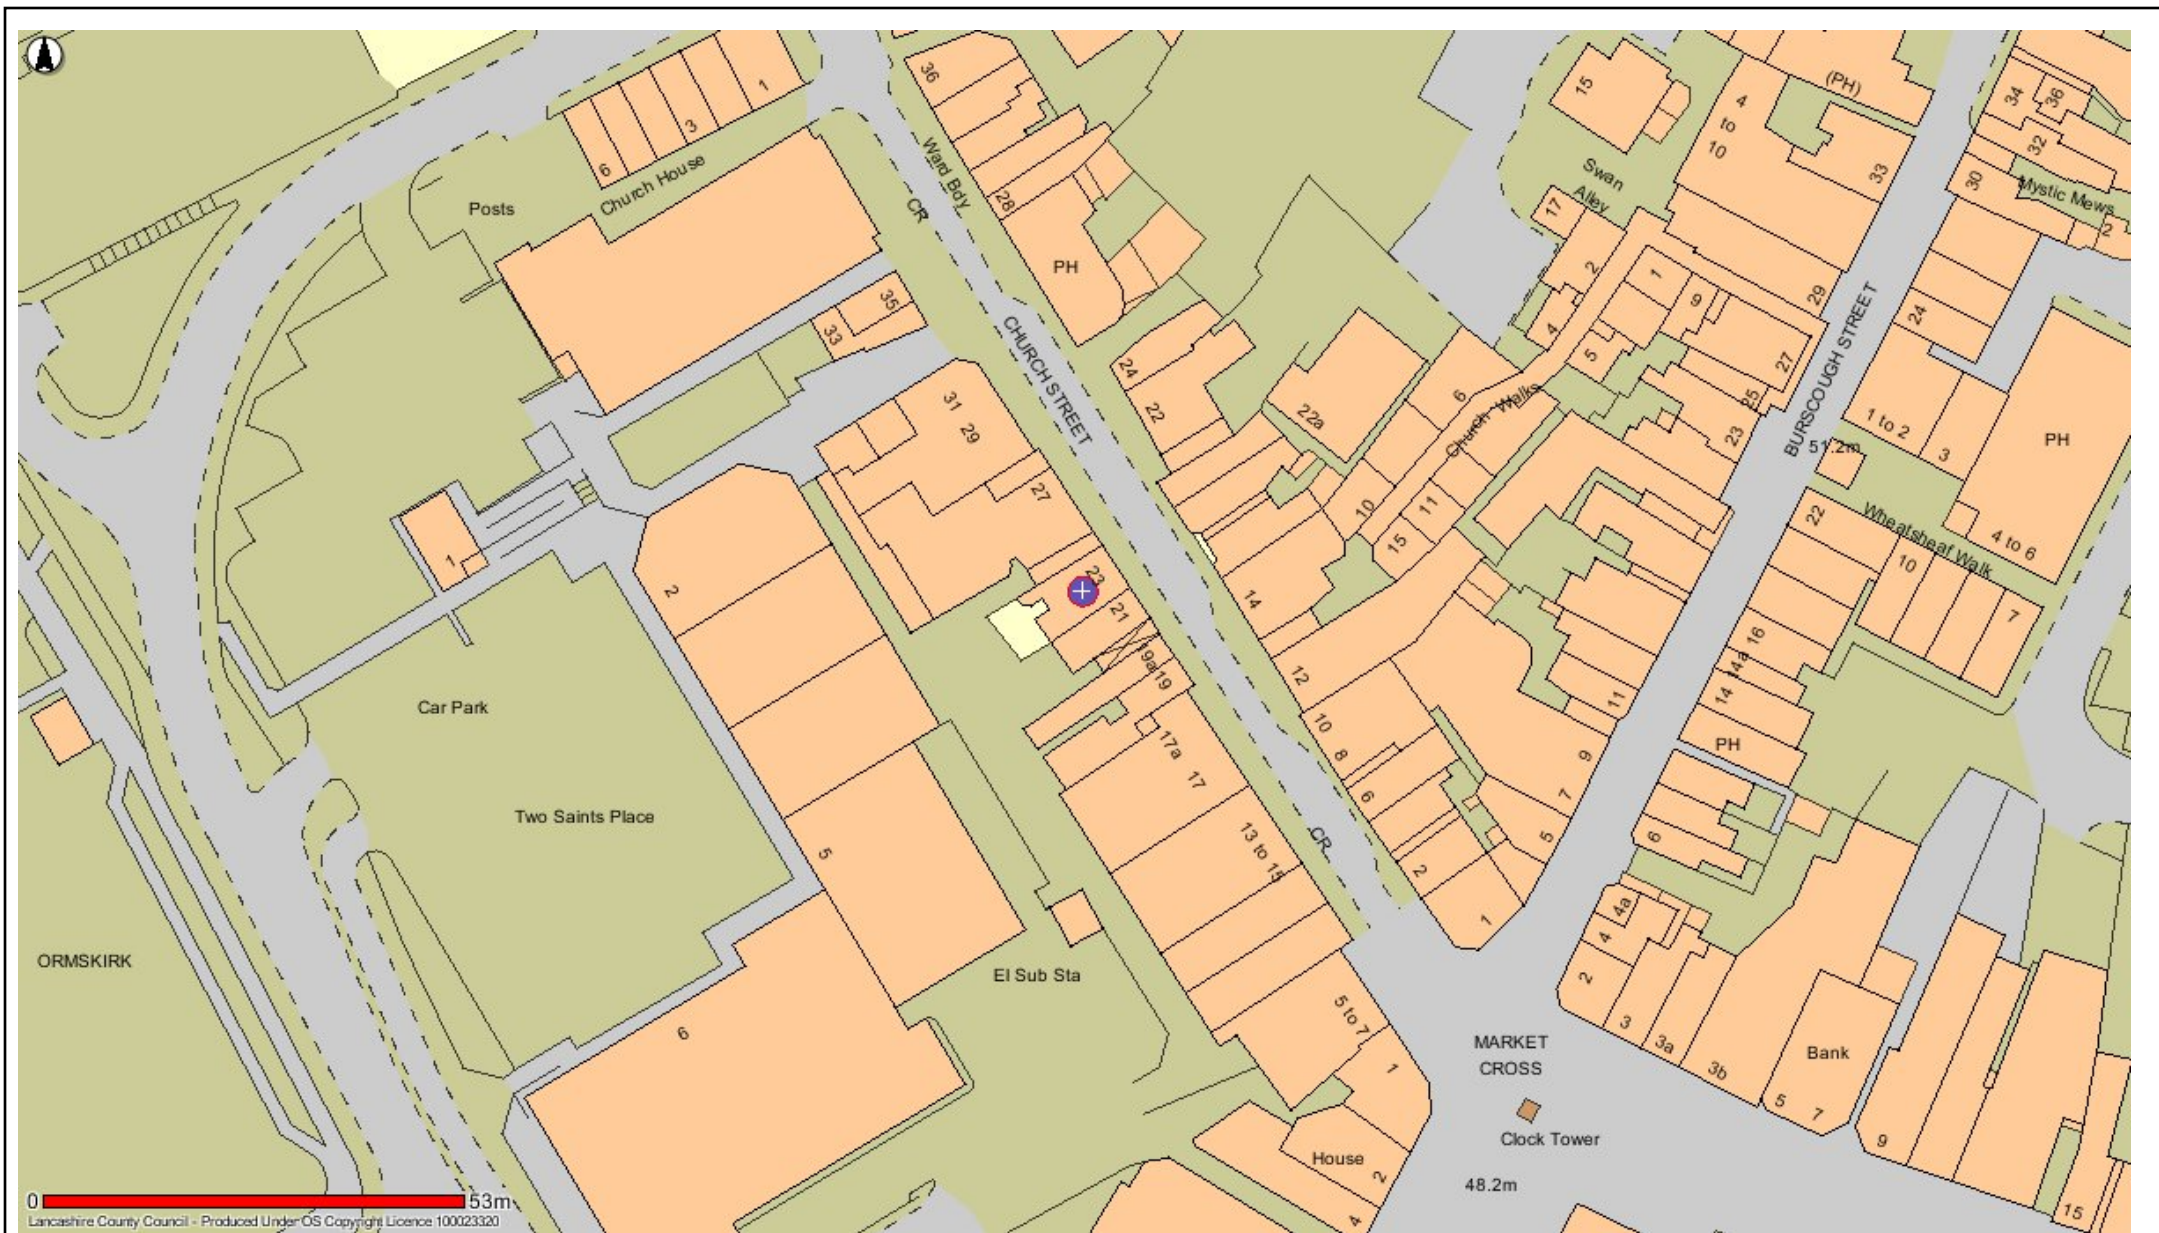 36
1
3
6
Church House
Posts
Ward Bdy
CR
28
PH
35
33
CHURCH STREET
24
22
22a
15
Swan
Alley
17
2
4
4
to
10
(PH)
33
34
36
32
30
Mystic Mews
2
1
9
5
29
27
25
23
BURSCOUGH STREET
51.2m
24
1 to 2
3
PH
Wheatsheaf Walk
4 to 6
22
10
7
6
Church Walks
10
11
15
31
29
27
23
21
19a
19
17a
17
14
12
10
8
6
2
1
13 to 15
CR
11
9
7
5
16
14a
14
PH
6
4a
4
2
3
3a
3b
Bank
5
7
9
15
1
2
5
6
Car Park
Two Saints Place
ORMSKIRK
El Sub Sta
5 to 7
1
MARKET
CROSS
Clock Tower
House
2
4
48.2m
0
53m
Lancashire County Council - Produced Under OS Copyright Licence 100023320